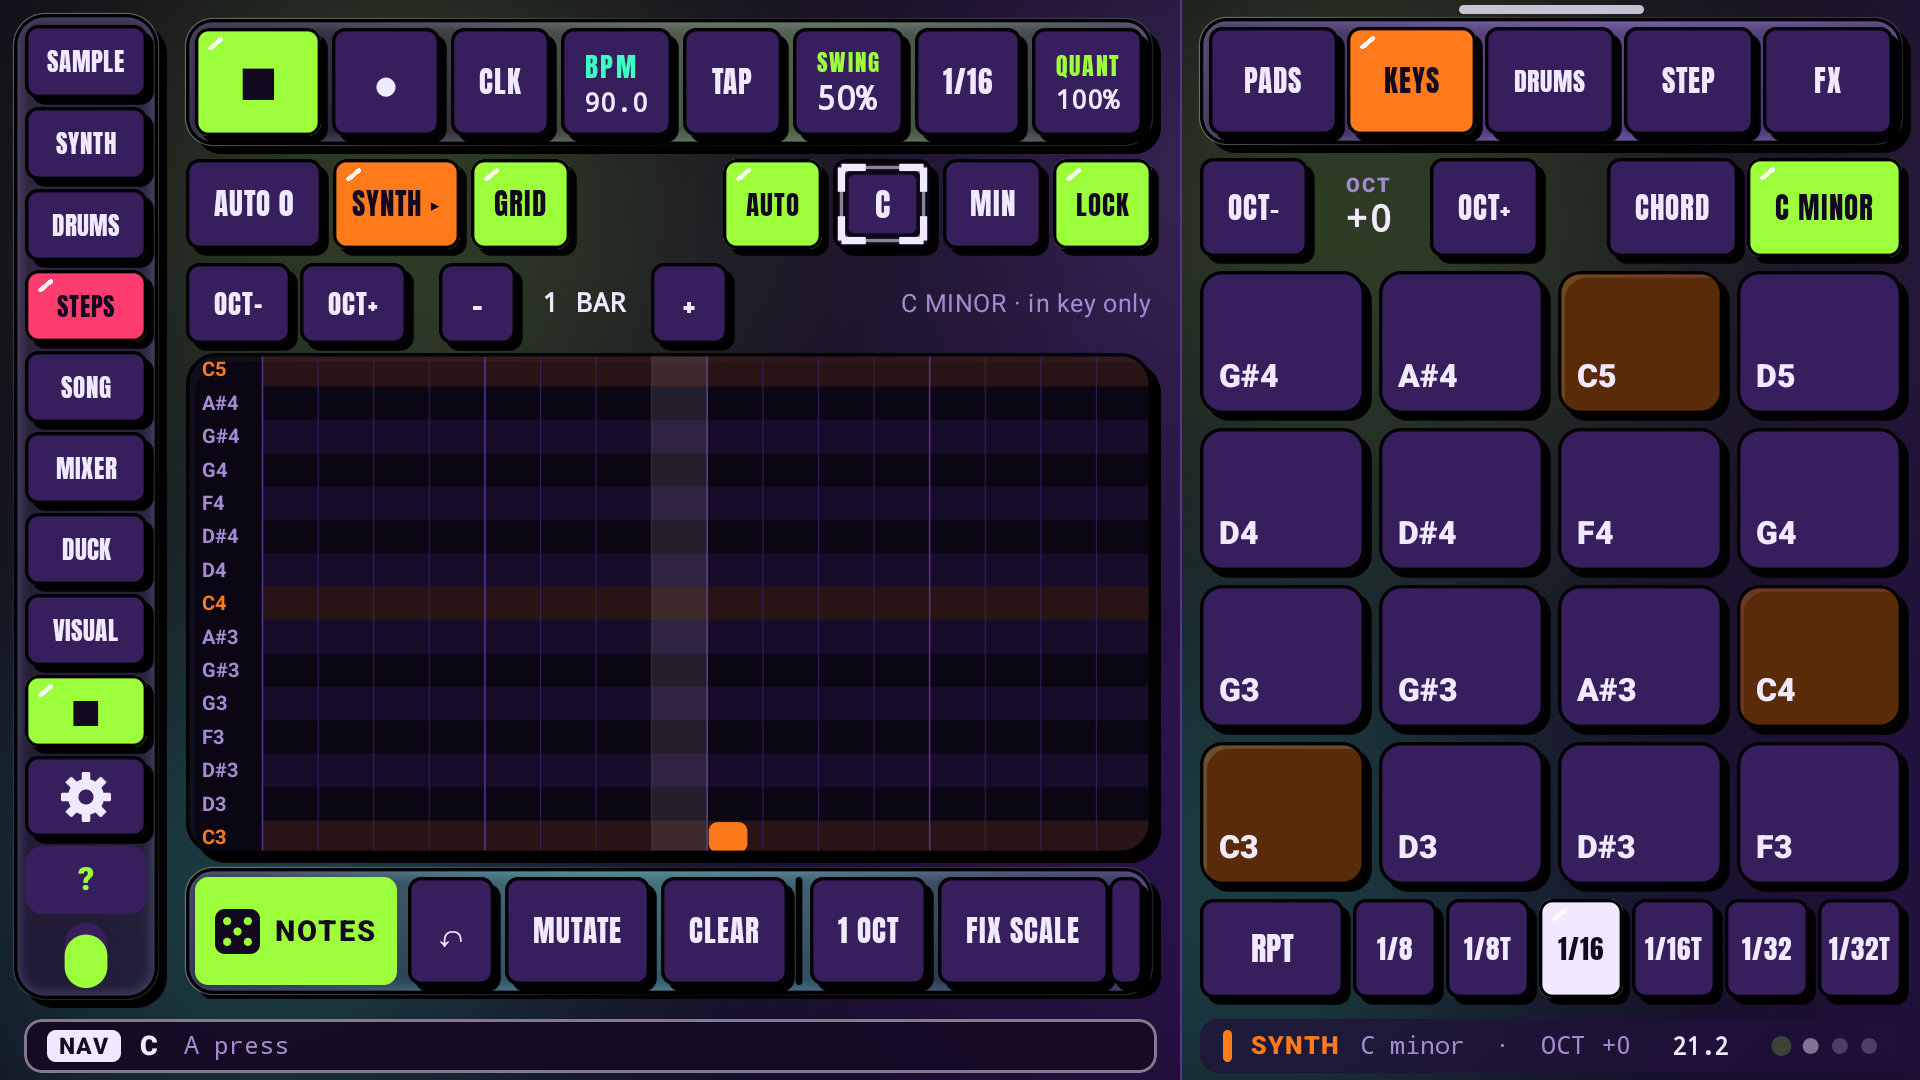 SAMPLE
SYNTH
DRUMS
STEPS
SONG
MIXER
DUCK
VISUAL
?
CLK
BPM
90.0
TAP
SWING
50%
1/16
QUANT
100%
AUTO 0
SYNTH ▸
GRID
AUTO
C
MIN
LOCK
OCT-
OCT+
-
1 BAR
+
C MINOR · in key only
C5
A#4
G#4
G4
F4
D#4
D4
C4
A#3
G#3
G3
F3
D#3
D3
C3
NOTES
MUTATE
CLEAR
1 OCT
FIX SCALE
NAV C A press
PADS
KEYS
DRUMS
STEP
FX
OCT-
OCT
+0
OCT+
CHORD
C MINOR
G#4
A#4
C5
D5
D4
D#4
F4
G4
G3
G#3
A#3
C4
C3
D3
D#3
F3
RPT
1/8
1/8T
1/16
1/16T
1/32
1/32T
SYNTH C minor · OCT +0 21.2